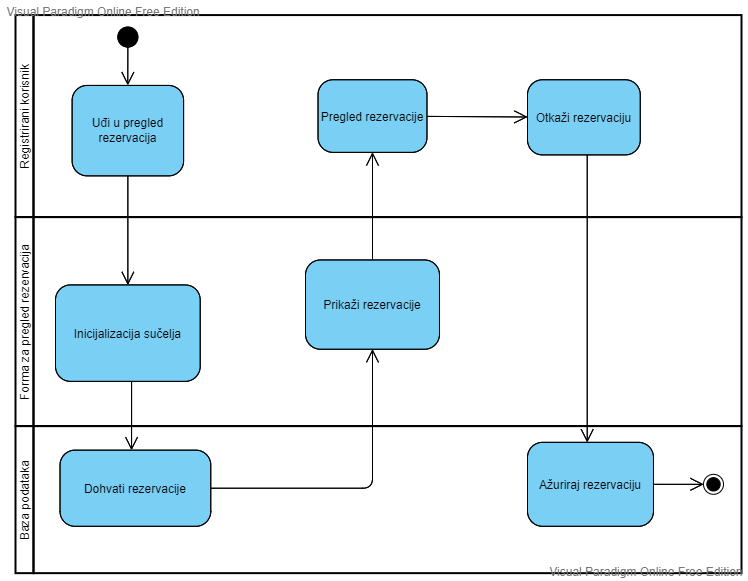 Visual Paradigm Online Free Edition
Registrirani korisnik
Uđi u pregled
rezervacija
Pregled rezervacije
Otkaži rezervaciju
Forma za pregled rezervacija
Inicijalizacija sučelja
Prikaži rezervacije
Baza podataka
Dohvati rezervacije
Ažuriraj rezervaciju
Visual Paradigm Online Free Edition